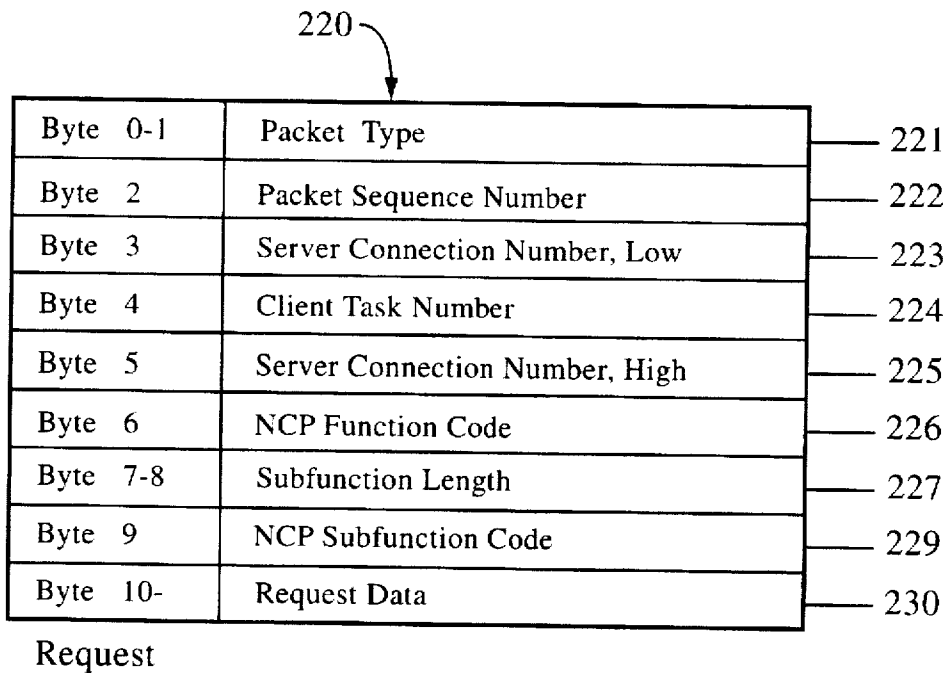 220
Byte 0-1 Packet Type 221
Byte 2 Packet Sequence Number 222
Byte 3 Server Connection Number, Low 223
Byte 4 Client Task Number 224
Byte 5 Server Connection Number, High 225
Byte 6 NCP Function Code 226
Byte 7-8 Subfunction Length 227
Byte 9 NCP Subfunction Code 229
Byte 10- Request Data 230
Request